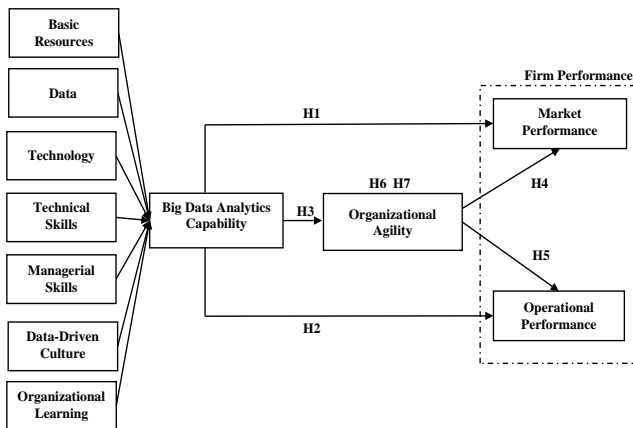 Basic
Resources
Data
Technology
Technical
Skills
Managerial
Skills
Data-Driven
Culture
Organizational
Learning
Big Data Analytics
Capability
H1
H3
H2
H6 H7
Organizational
Agility
H4
H5
Firm Performance
Market
Performance
Operational
Performance